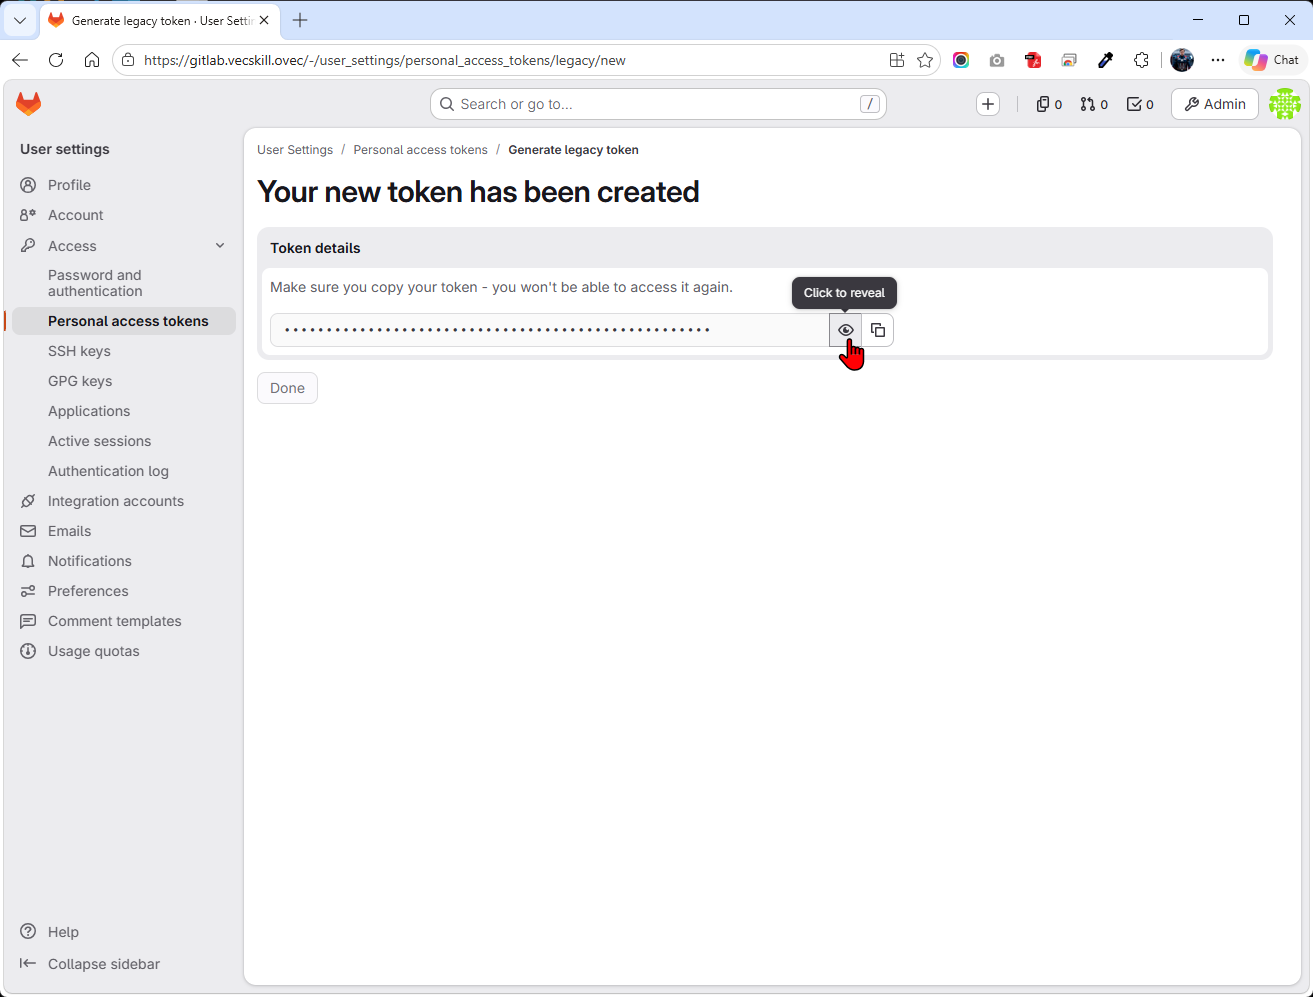 Generate legacy token · User Setti
https://gitlab.vecskill.ovec/-/user_settings/personal_access_tokens/legacy/new
Chat
Search or go to...
/
0
0
0
Admin
User settings
Profile
Account
Access
Password and
authentication
Personal access tokens
SSH keys
GPG keys
Applications
Active sessions
Authentication log
Integration accounts
Emails
Notifications
Preferences
Comment templates
Usage quotas
Help
Collapse sidebar
User Settings / Personal access tokens / Generate legacy token
Your new token has been created
Token details
Make sure you copy your token - you won't be able to access it again.
Click to reveal
Done